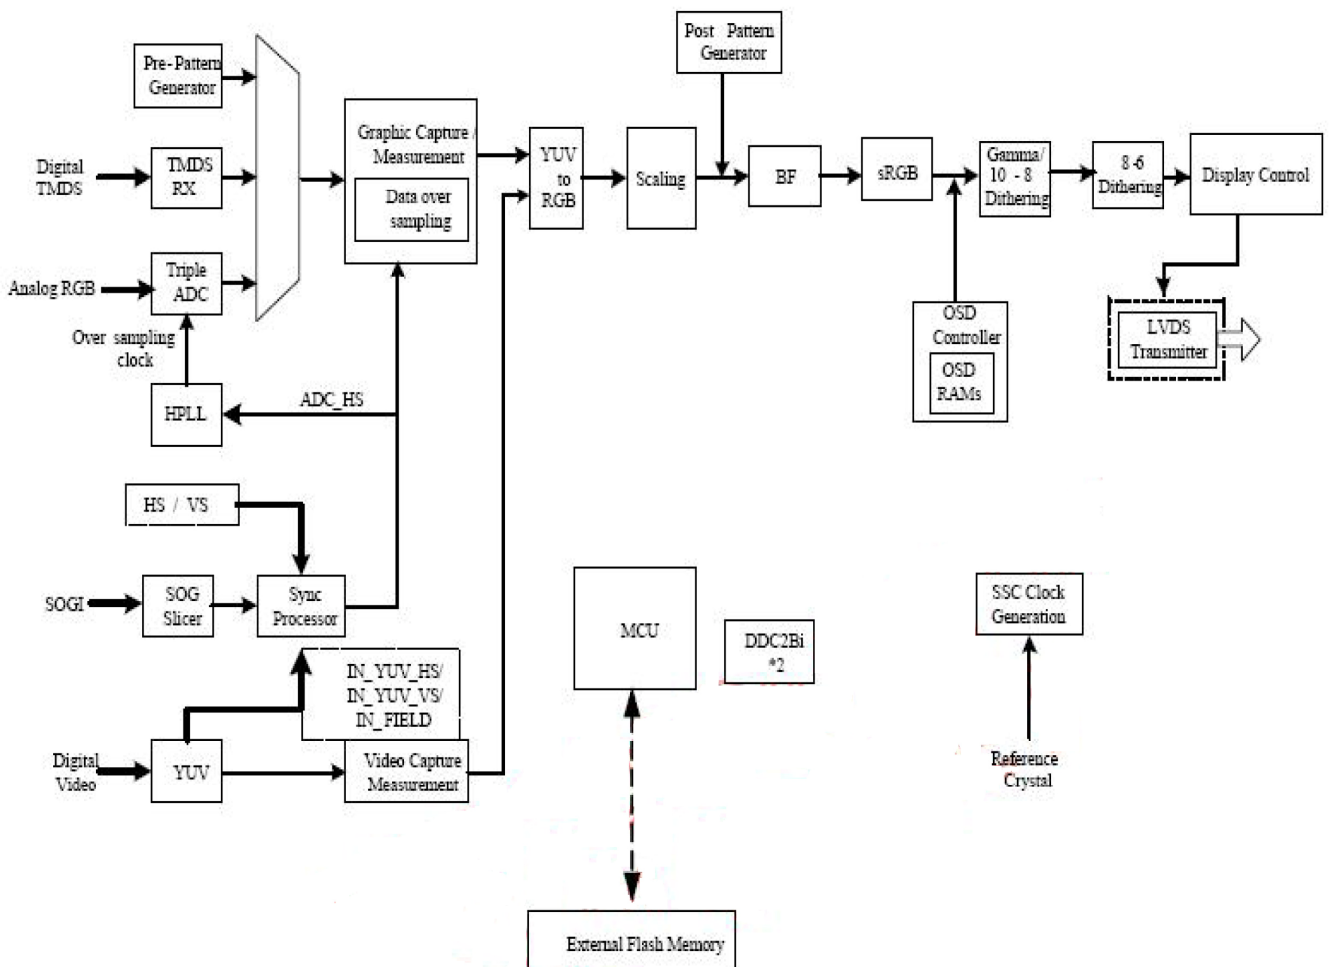 Post Pattern
Generator
Pre-Pattern
Generator
Graphic Capture /
Measurement
Data over
sampling
Digital
TMDS
TMDS
RX
YUV
to
RGB
Scaling
BF
sRGB
Gamma/
10 - 8
Dithering
8-6
Dithering
Display Control
Analog RGB
Triple
ADC
Over sampling
clock
OSD
Controller
OSD
RAMs
LVDS
Transmitter
HPLL
ADC_HS
HS / VS
SOGI
SOG
Slicer
Sync
Processor
MCU
DDC2Bi
*2
SSC Clock
Generation
IN_YUV_HS/
IN_YUV_VS/
IN_FIELD
Digital
Video
YUV
Video Capture
Measurement
Reference
Crystal
External Flash Memory